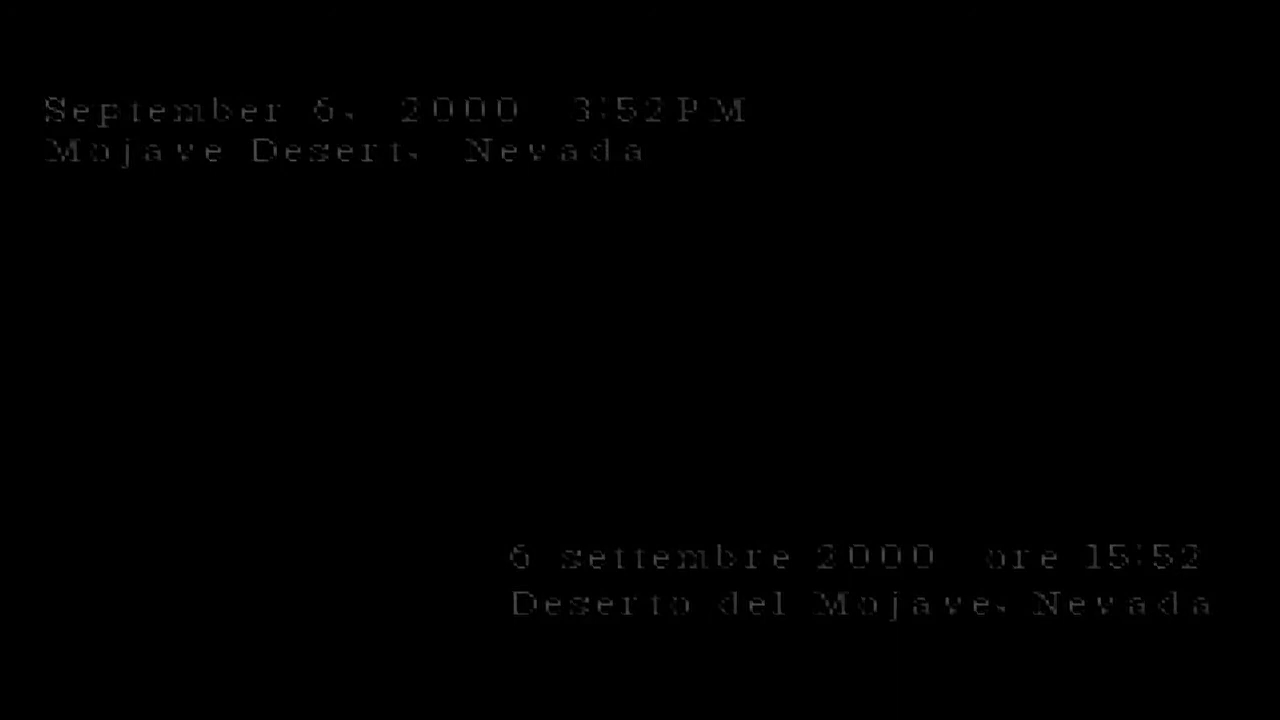 September 6, 2000 3:52PM
Mojave Desert, Nevada
6 settembre 2000 ore 15:52
Deserto del Mojave, Nevada